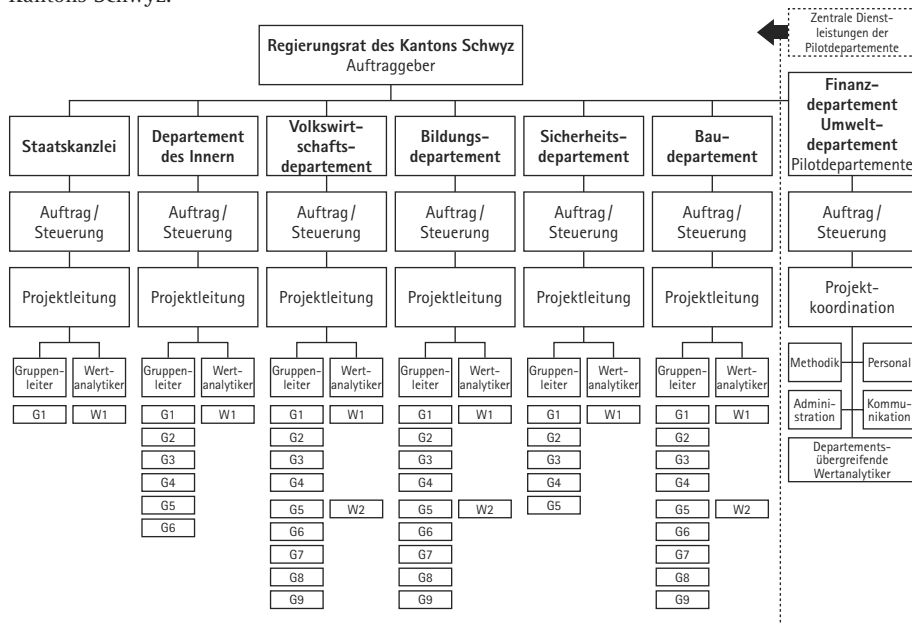 Kantons Schwyz.
Zentrale Dienst-
leistungen der
Pilotdepartemente
Regierungsrat des Kantons Schwyz
Auftraggeber
Staatskanzlei
Departement
des Innern
Volkswirt-
schafts-
departement
Bildungs-
departement
Sicherheits-
departement
Bau-
departement
Finanz-
departement
Umwelt-
departement
Pilotdepartemente
Auftrag/
Steuerung
Auftrag/
Steuerung
Auftrag/
Steuerung
Auftrag/
Steuerung
Auftrag/
Steuerung
Auftrag/
Steuerung
Auftrag/
Steuerung
Projektleitung
Projektleitung
Projektleitung
Projektleitung
Projektleitung
Projektleitung
Projekt-
koordination
Gruppen-
leiter
Wert-
analytiker
G1
W1
Gruppen-
leiter
Wert-
analytiker
G1
W1
G2
G3
G4
G5
G6
Gruppen-
leiter
Wert-
analytiker
G1
W1
G2
G3
G4
G5
W2
G6
G7
G8
G9
Gruppen-
leiter
Wert-
analytiker
G1
W1
G2
G3
G4
G5
W2
G6
G7
G8
G9
Gruppen-
leiter
Wert-
analytiker
G1
W1
G2
G3
G4
G5
Gruppen-
leiter
Wert-
analytiker
G1
W1
G2
G3
G4
G5
W2
G6
G7
G8
G9
Methodik
Personal
Admini-
stration
Kommu-
nikation
Departements-
übergreifende
Wertanalytiker